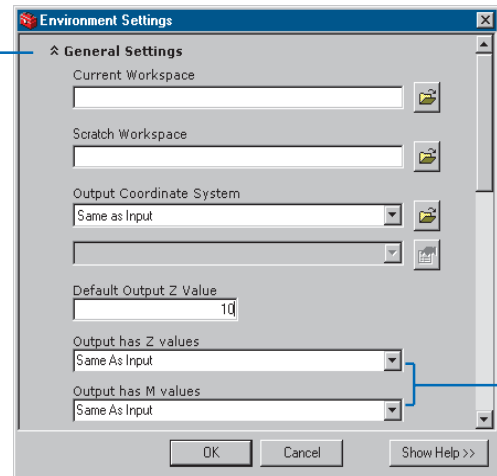 Environment Settings
General Settings
Current Workspace
Scratch Workspace
Output Coordinate System
Same as Input
Default Output Z Value
10
Output has Z values
Same As Input
Output has M values
Same As Input
OK Cancel Show Help >>